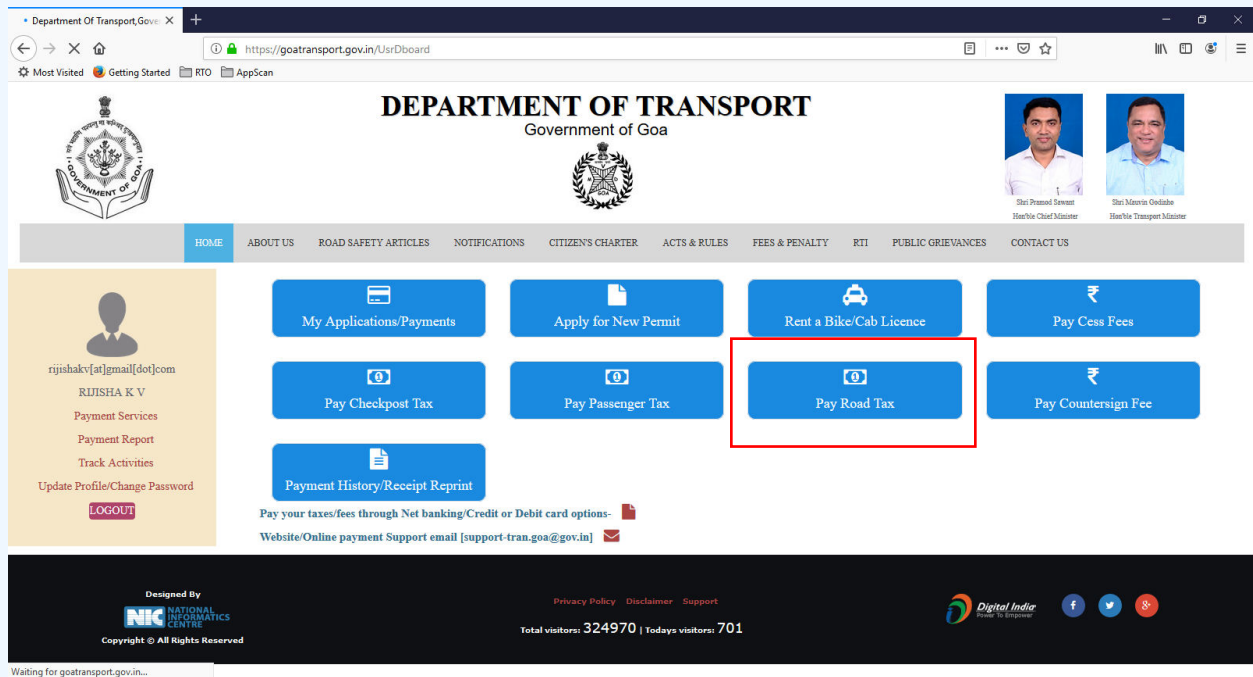 Department Of Transport,Gove
https://goatransport.gov.in/UsrDboard
Most Visited Getting Started RTO AppScan
DEPARTMENT OF TRANSPORT
Government of Goa
GOVERNMENT OF GOA
GOA
Shri Pramod Sawant
Hon'ble Chief Minister
Shri Mauvin Godinho
Hon'ble Transport Minister
HOME ABOUT US ROAD SAFETY ARTICLES NOTIFICATIONS CITIZEN'S CHARTER ACTS & RULES FEES & PENALTY RTI PUBLIC GRIEVANCES CONTACT US
rijishakv[at]gmail[dot]com
RIJISHA K V
Payment Services
Payment Report
Track Activities
Update Profile/Change Password
LOGOUT
My Applications/Payments
Apply for New Permit
Rent a Bike/Cab Licence
Pay Cess Fees
Pay Checkpost Tax
Pay Passenger Tax
Pay Road Tax
Pay Countersign Fee
Payment History/Receipt Reprint
Pay your taxes/fees through Net banking/Credit or Debit card options-
Website/Online payment Support email [support-tran.goa@gov.in]
Designed By
NIC NATIONAL
INFORMATICS
CENTRE
Copyright © All Rights Reserved
Privacy Policy Disclaimer Support
Total visitors: 324970 | Todays visitors: 701
Digital India
Power To Empower
Waiting for goatransport.gov.in...